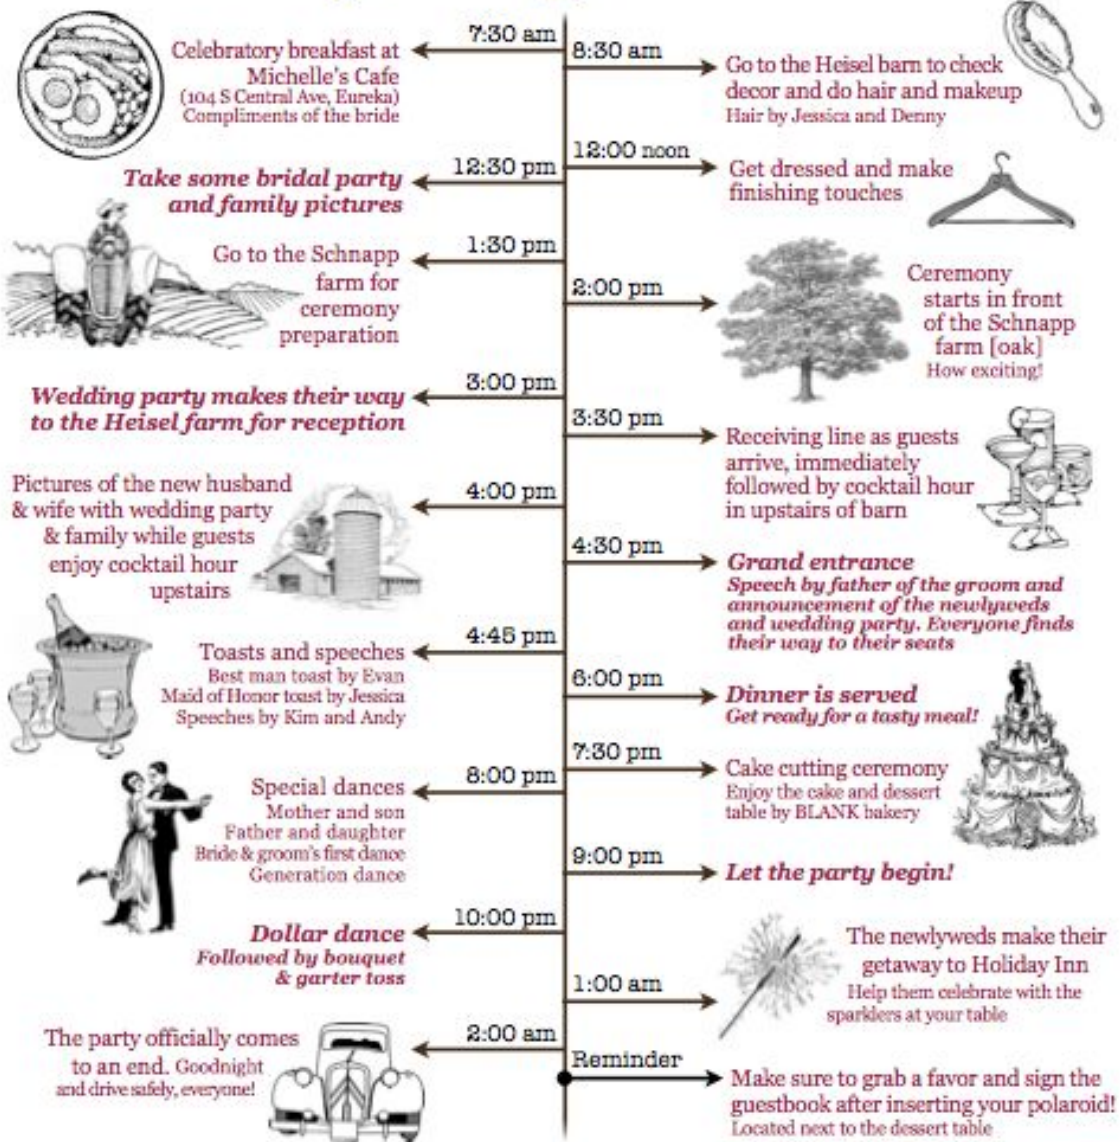 7:30 am
Celebratory breakfast at
Michelle's Cafe
(104 S Central Ave, Eureka)
Compliments of the bride
8:30 am
Go to the Heisel barn to check
decor and do hair and makeup
Hair by Jessica and Denny
12:00 noon
Get dressed and make
finishing touches
12:30 pm
Take some bridal party
and family pictures
1:30 pm
Go to the Schnapp
farm for
ceremony
preparation
2:00 pm
Ceremony
starts in front
of the Schnapp
farm [oak]
How exciting!
3:00 pm
Wedding party makes their way
to the Heisel farm for reception
3:30 pm
Receiving line as guests
arrive, immediately
followed by cocktail hour
in upstairs of barn
4:00 pm
Pictures of the new husband
& wife with wedding party
& family while guests
enjoy cocktail hour
upstairs
4:30 pm
Grand entrance
Speech by father of the groom and
announcement of the newlyweds
and wedding party. Everyone finds
their way to their seats
4:45 pm
Toasts and speeches
Best man toast by Evan
Maid of Honor toast by Jessica
Speeches by Kim and Andy
6:00 pm
Dinner is served
Get ready for a tasty meal!
7:30 pm
Cake cutting ceremony
Enjoy the cake and dessert
table by BLANK bakery
8:00 pm
Special dances
Mother and son
Father and daughter
Bride & groom's first dance
Generation dance
9:00 pm
Let the party begin!
10:00 pm
Dollar dance
Followed by bouquet
& garter toss
1:00 am
The newlyweds make their
getaway to Holiday Inn
Help them celebrate with the
sparklers at your table
2:00 am
The party officially comes
to an end. Goodnight
and drive safely, everyone!
Reminder
Make sure to grab a favor and sign the
guestbook after inserting your polaroid!
Located next to the dessert table